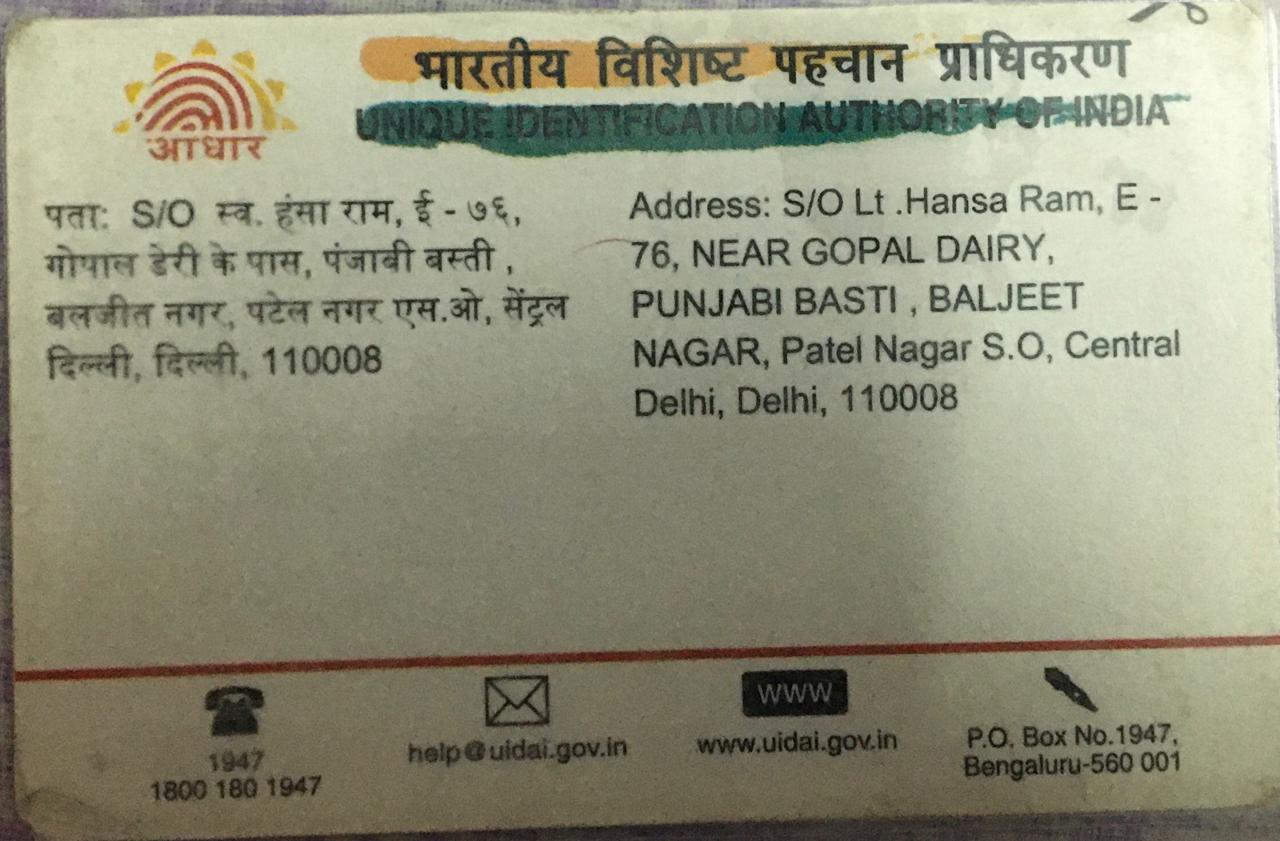 भारतीय विशिष्ट पहचान प्राधिकरण
UNIQUE IDENTIFICATION AUTHORITY OF INDIA
आधार
पता: S/O स्व. हंसा राम, ई - ७६,
गोपाल डेरी के पास, पंजाबी बस्ती ,
बलजीत नगर, पटेल नगर एस.ओ, सेंट्रल
दिल्ली, दिल्ली, 110008
Address: S/O Lt .Hansa Ram, E -
76, NEAR GOPAL DAIRY,
PUNJABI BASTI , BALJEET
NAGAR, Patel Nagar S.O, Central
Delhi, Delhi, 110008
1947
1800 180 1947
help@uidai.gov.in
www
www.uidai.gov.in
P.O. Box No.1947,
Bengaluru-560 001